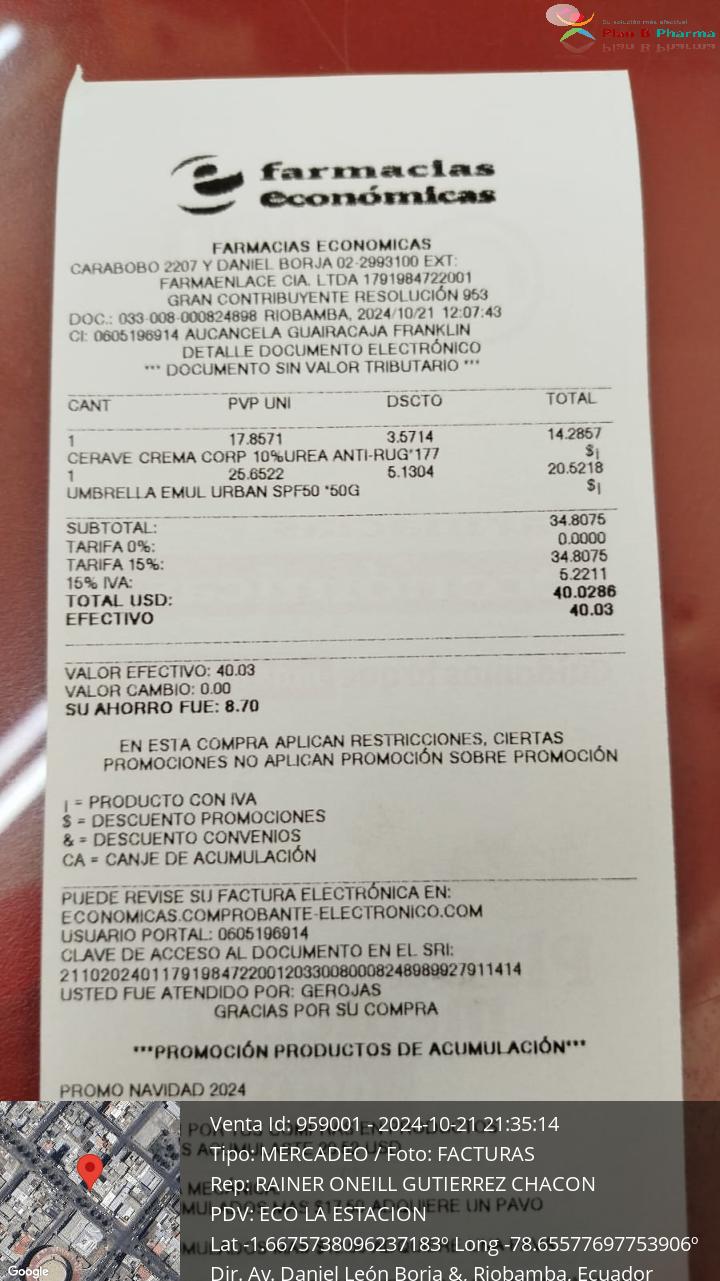 Su solución más efectiva!
Plan B Pharma
farmacias
económicas
FARMACIAS ECONOMICAS
CARABOBO 2207 Y DANIEL BORJA 02-2993100 EXT:
FARMAENLACE CIA. LTDA 1791984722001
GRAN CONTRIBUYENTE RESOLUCIÓN 953
DOC.: 033-008-000824898 RIOBAMBA, 2024/10/21 12:07:43
CI: 0605196914 AUCANCELA GUAIRACAJA FRANKLIN
DETALLE DOCUMENTO ELECTRÓNICO
*** DOCUMENTO SIN VALOR TRIBUTARIO ***
CANT PVP UNI DSCTO TOTAL
1 17.8571 3.5714 14.2857
CERAVE CREMA CORP 10%UREA ANTI-RUG*177 $¡
1 25.6522 5.1304 20.5218
UMBRELLA EMUL URBAN SPF50 *50G $¡
SUBTOTAL: 34.8075
TARIFA 0%: 0.0000
TARIFA 15%: 34.8075
15% IVA: 5.2211
TOTAL USD: 40.0286
EFECTIVO 40.03
VALOR EFECTIVO: 40.03
VALOR CAMBIO: 0.00
SU AHORRO FUE: 8.70
EN ESTA COMPRA APLICAN RESTRICCIONES, CIERTAS
PROMOCIONES NO APLICAN PROMOCIÓN SOBRE PROMOCIÓN
¡ = PRODUCTO CON IVA
$ = DESCUENTO PROMOCIONES
& = DESCUENTO CONVENIOS
CA = CANJE DE ACUMULACIÓN
PUEDE REVISE SU FACTURA ELECTRÓNICA EN:
ECONOMICAS.COMPROBANTE-ELECTRONICO.COM
USUARIO PORTAL: 0605196914
CLAVE DE ACCESO AL DOCUMENTO EN EL SRI:
2110202401179198472200120330080008248989927911414
USTED FUE ATENDIDO POR: GEROJAS
GRACIAS POR SU COMPRA
***PROMOCIÓN PRODUCTOS DE ACUMULACIÓN***
PROMO NAVIDAD 2024
Venta Id: 959001 - 2024-10-21 21:35:14
Tipo: MERCADEO / Foto: FACTURAS
Rep: RAINER ONEILL GUTIERREZ CHACON
ADQUIERE UN PAVO
PDV: ECO LA ESTACION
Lat -1.6675738096237183º Long -78.65577697753906º
Dir. Av. Daniel León Borja &, Riobamba, Ecuador
Google